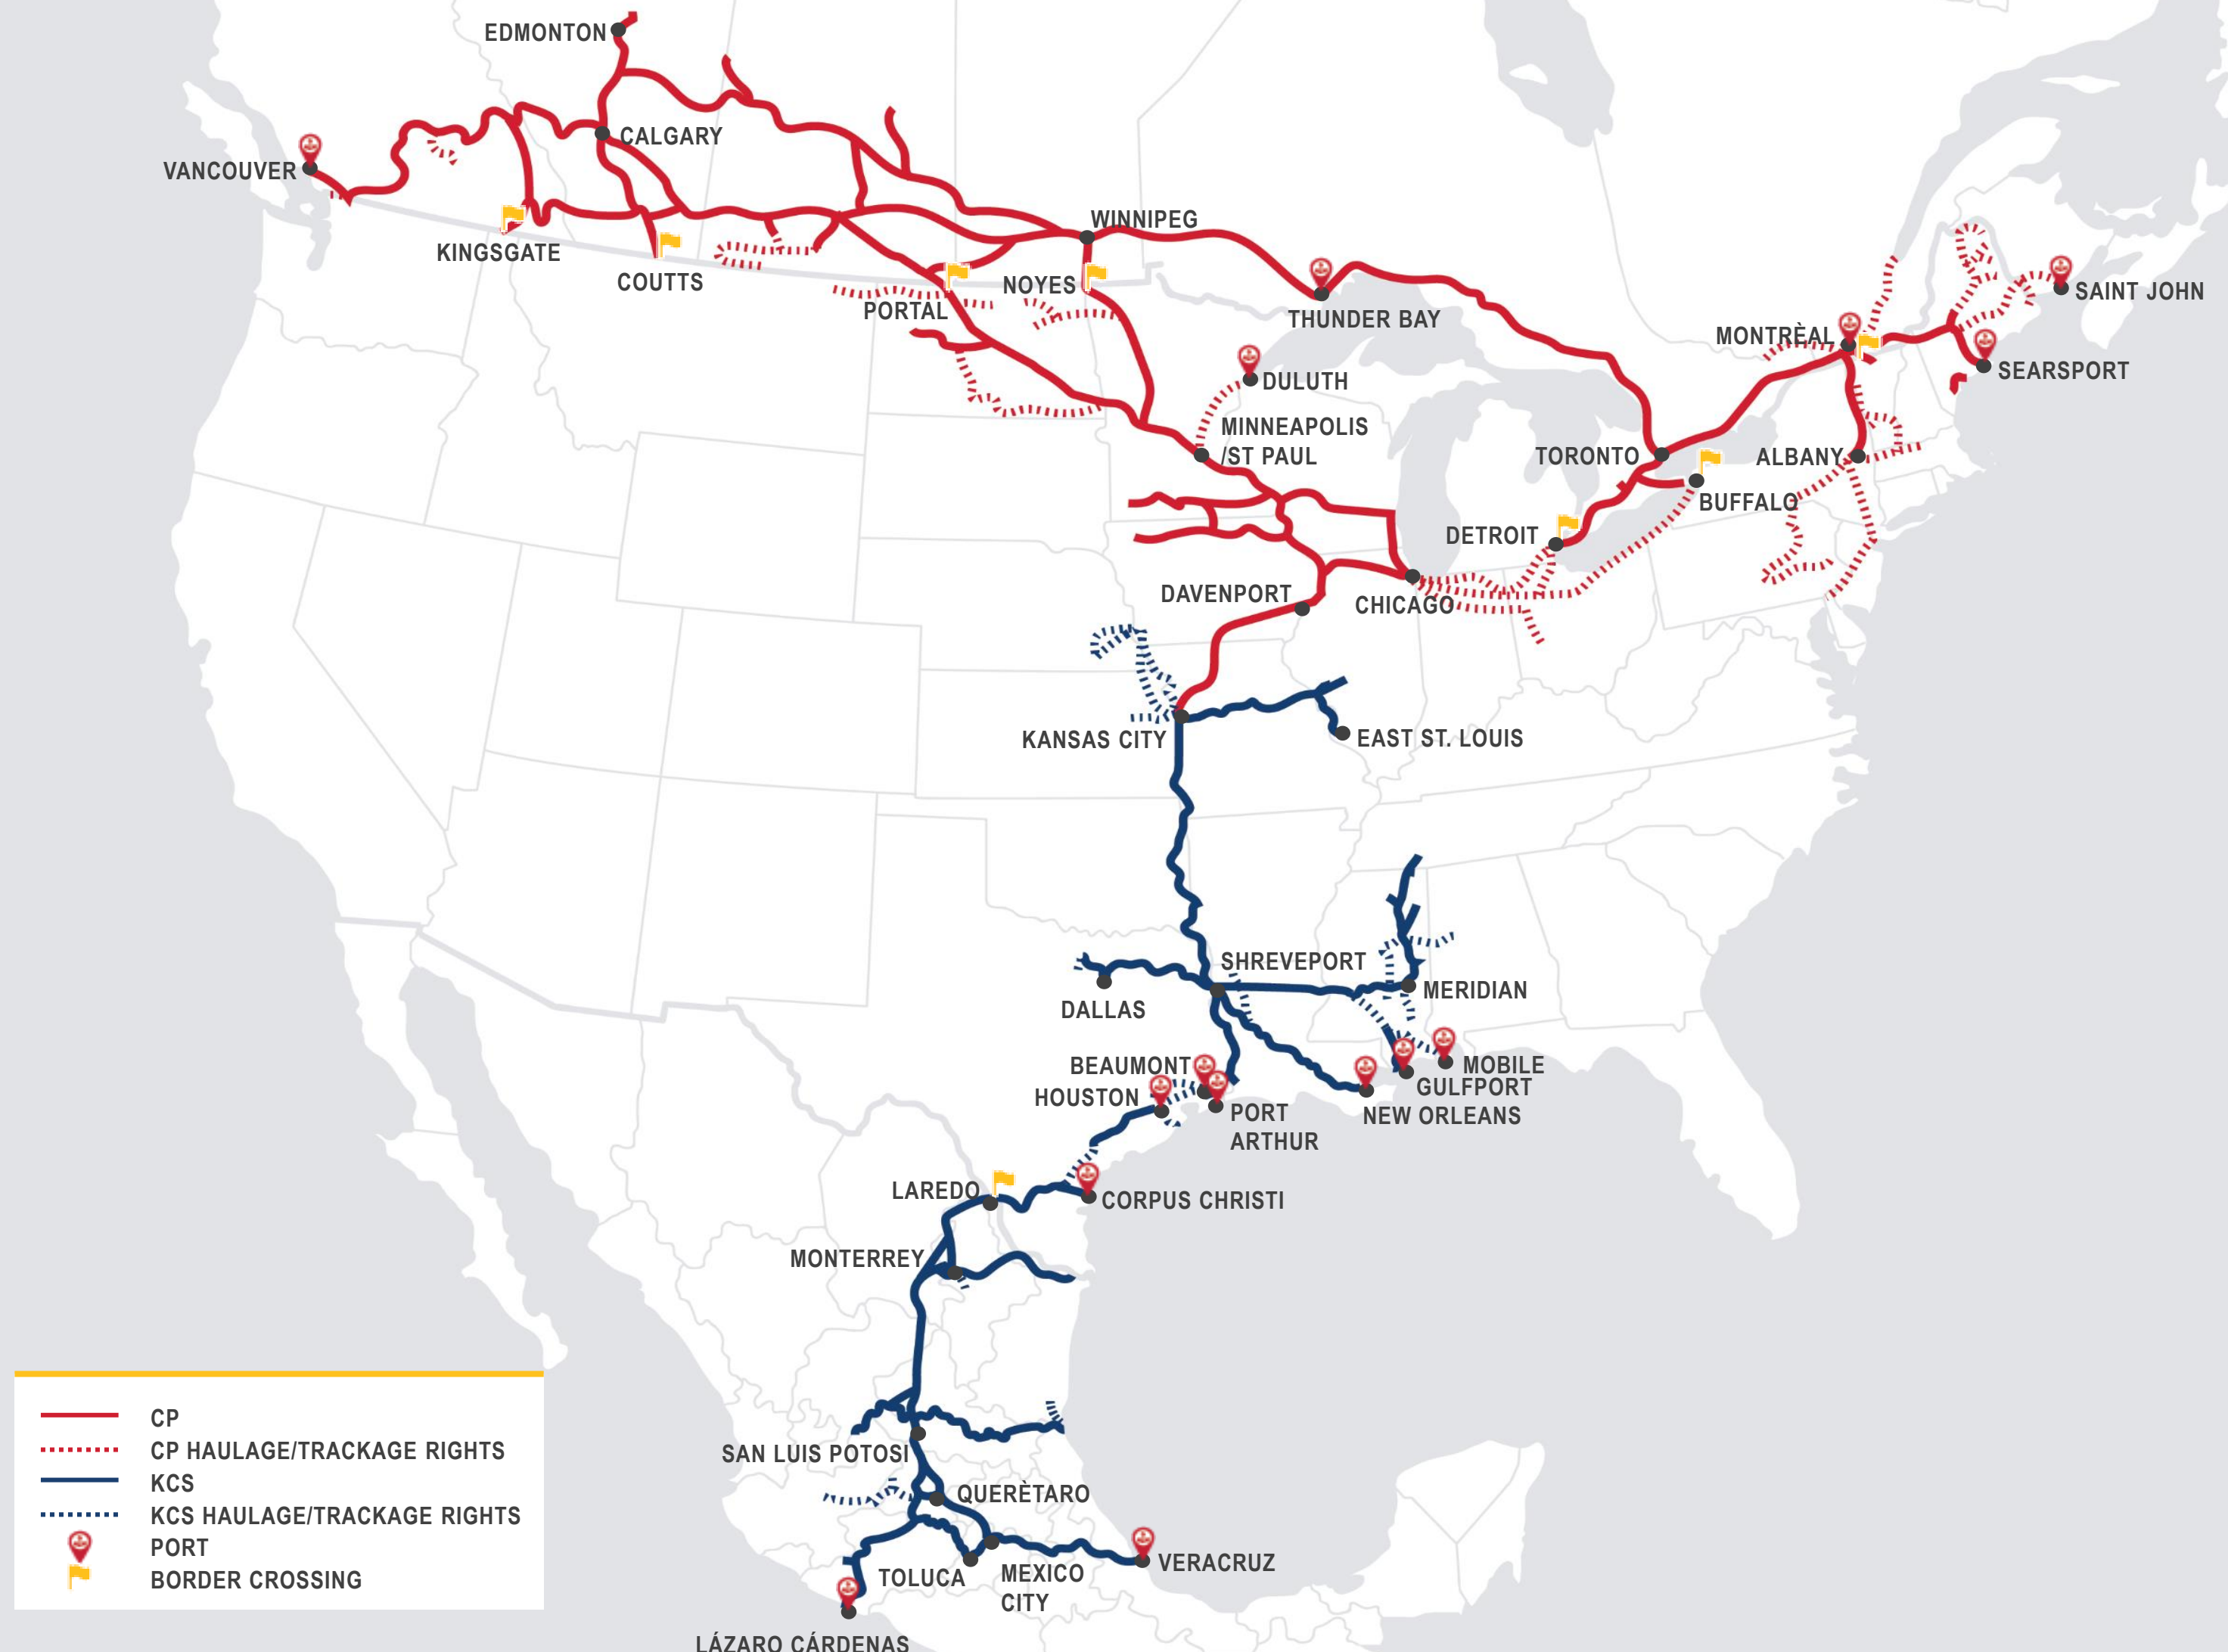 EDMONTON
CALGARY
VANCOUVER
WINNIPEG
KINGSGATE
COUTTS
NOYES
PORTAL
THUNDER BAY
SAINT JOHN
MONTRÈAL
SEARSPORT
DULUTH
MINNEAPOLIS
/ST PAUL
TORONTO
ALBANY
BUFFALO
DETROIT
DAVENPORT
CHICAGO
KANSAS CITY
EAST ST. LOUIS
SHREVEPORT
MERIDIAN
DALLAS
BEAUMONT
MOBILE
GULFPORT
HOUSTON
NEW ORLEANS
PORT
ARTHUR
LAREDO
CORPUS CHRISTI
MONTERREY
SAN LUIS POTOSI
QUERÈTARO
VERACRUZ
TOLUCA
MEXICO
CITY
LÁZARO CÁRDENAS
CP
CP HAULAGE/TRACKAGE RIGHTS
KCS
KCS HAULAGE/TRACKAGE RIGHTS
PORT
BORDER CROSSING